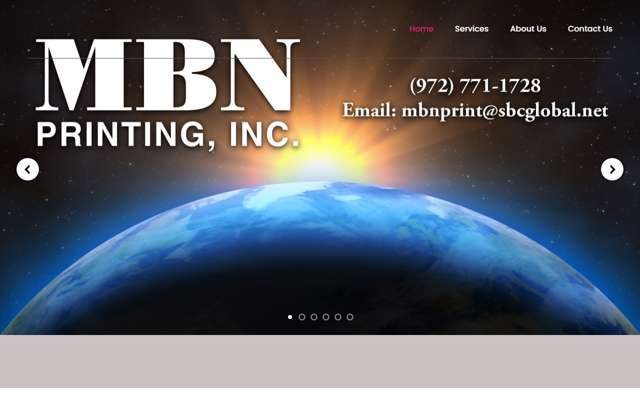 Home Services About Us Contact Us
MBN
PRINTING, INC.
(972) 771-1728
Email: mbnprint@sbcglobal.net